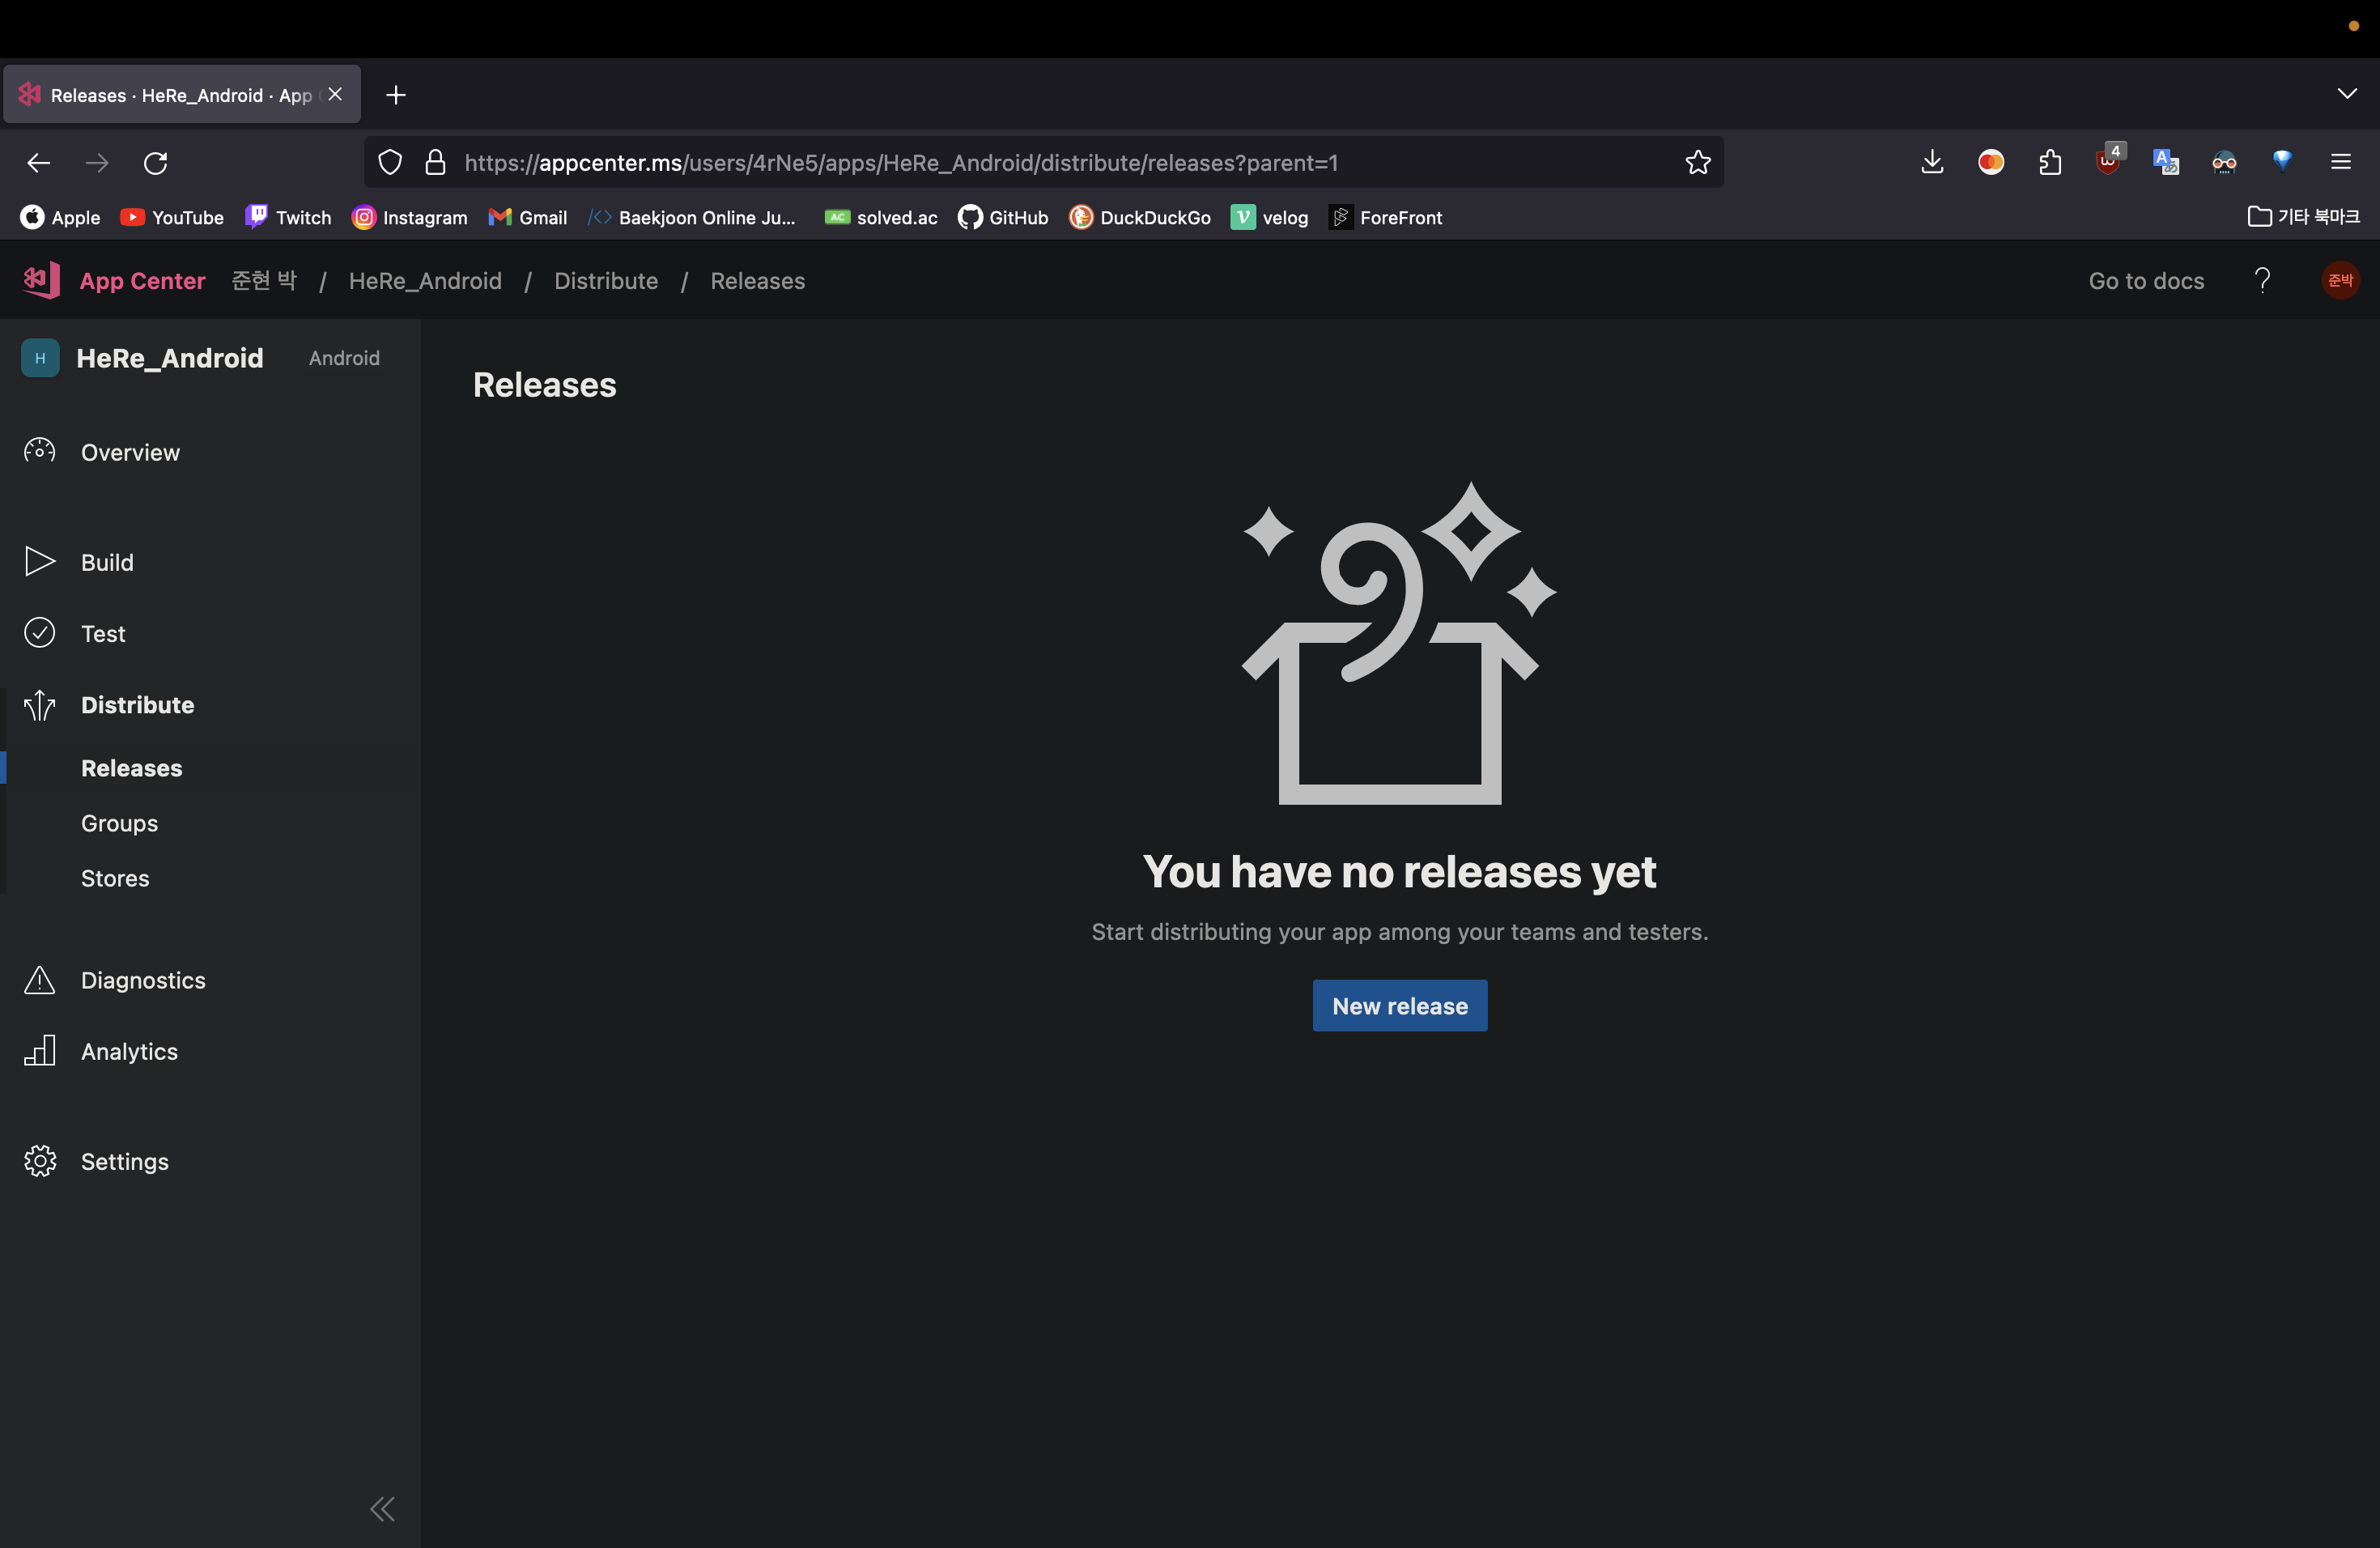 Releases · HeRe_Android · App
https://appcenter.ms/users/4rNe5/apps/HeRe_Android/distribute/releases?parent=1
4
Apple YouTube Twitch Instagram Gmail Baekjoon Online Ju... solved.ac GitHub DuckDuckGo velog ForeFront 기타 북마크
App Center 준현 박 / HeRe_Android / Distribute / Releases Go to docs ? 준박
H HeRe_Android Android
Releases
Overview
Build
Test
Distribute
Releases
Groups
Stores
Diagnostics
Analytics
Settings
You have no releases yet
Start distributing your app among your teams and testers.
New release